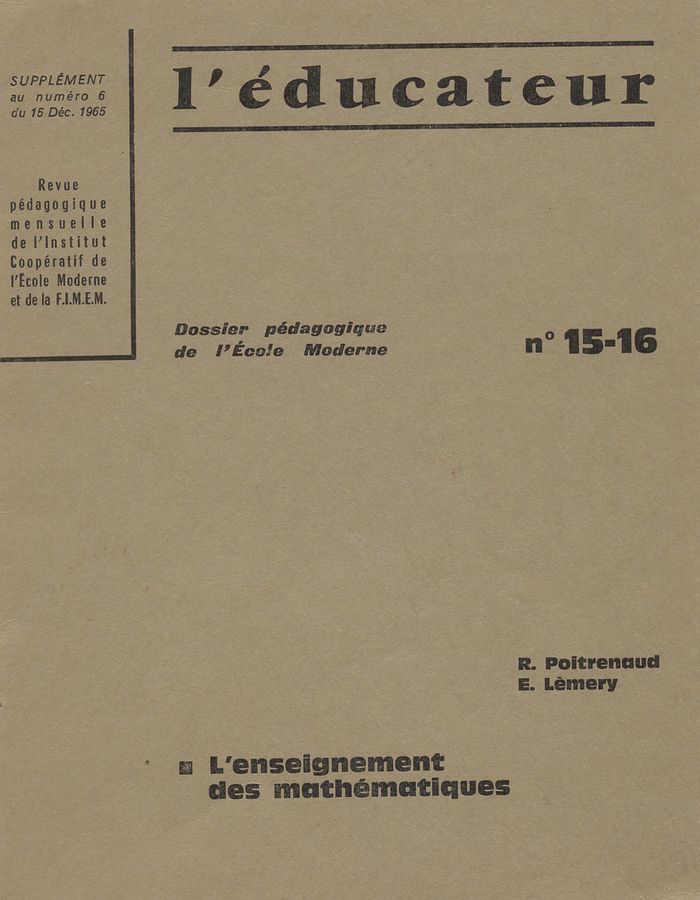 SUPPLÉMENT
au numéro 6
du 15 Déc. 1965
l'éducateur
Revue
pédagogique
mensuelle
de l'Institut
Coopératif de
l'École Moderne
et de la F.I.M.E.M.
Dossier pédagogique
de l'École Moderne
n° 15-16
R. Poitrenaud
E. Lèmery
L'enseignement
des mathématiques